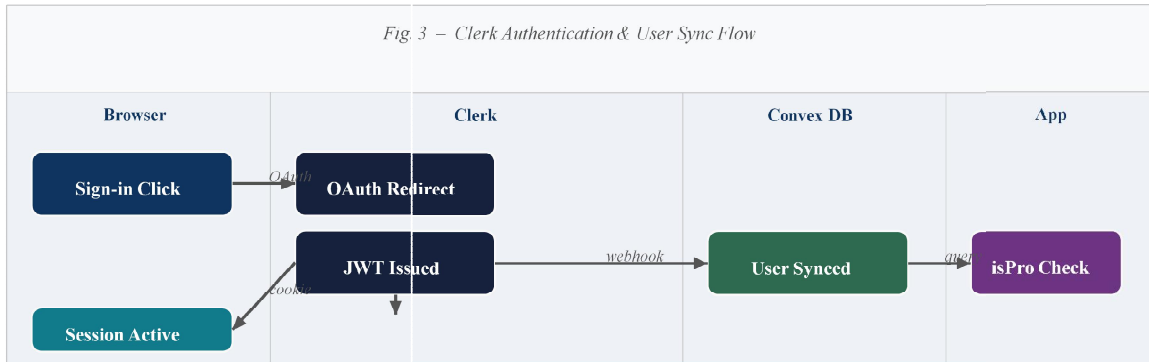 Fig. 3 – Clerk Authentication & User Sync Flow
Browser
Clerk
Convex DB
App
Sign-in Click
OAuth
OAuth Redirect
JWT Issued
webhook
User Synced
isPro Check
cookie
Session Active